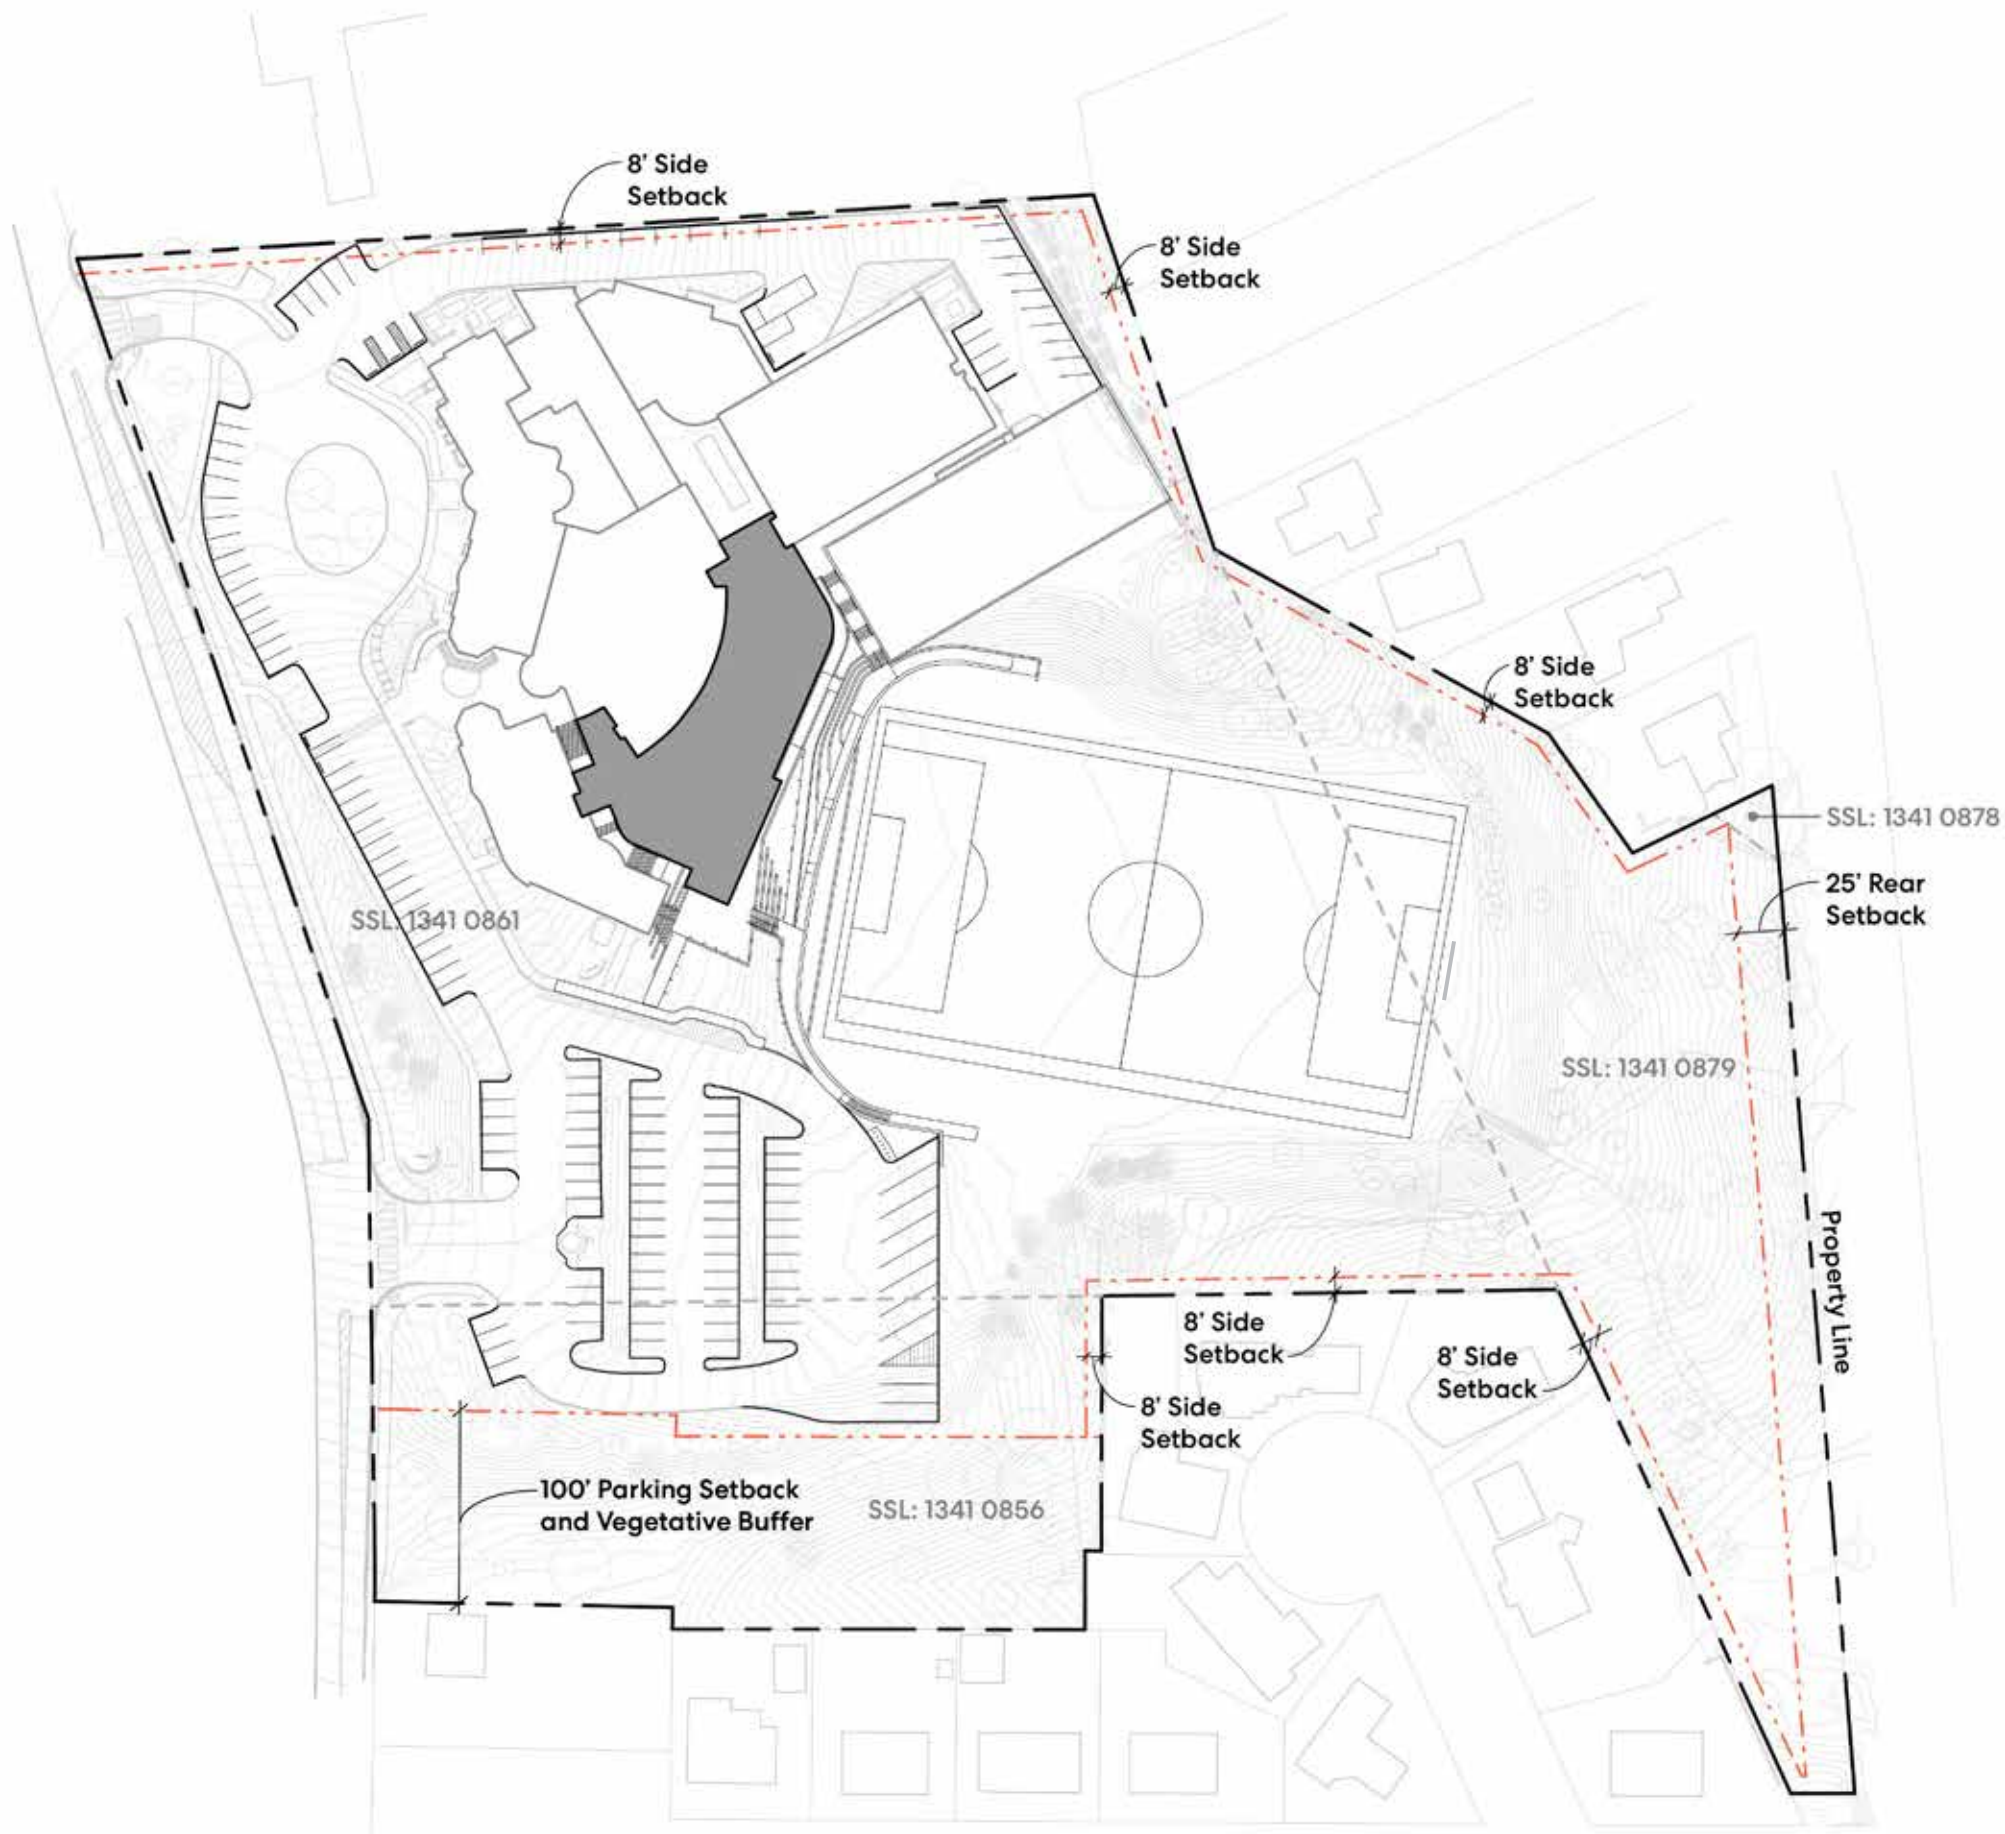 8’ Side
Setback
8’ Side
Setback
8’ Side
Setback
SSL: 1341 0878
25’ Rear
Setback
SSL: 1341 0861
SSL: 1341 0879
Property Line
8’ Side
Setback
8’ Side
Setback
8’ Side
Setback
100’ Parking Setback
and Vegetative Buffer
SSL: 1341 0856